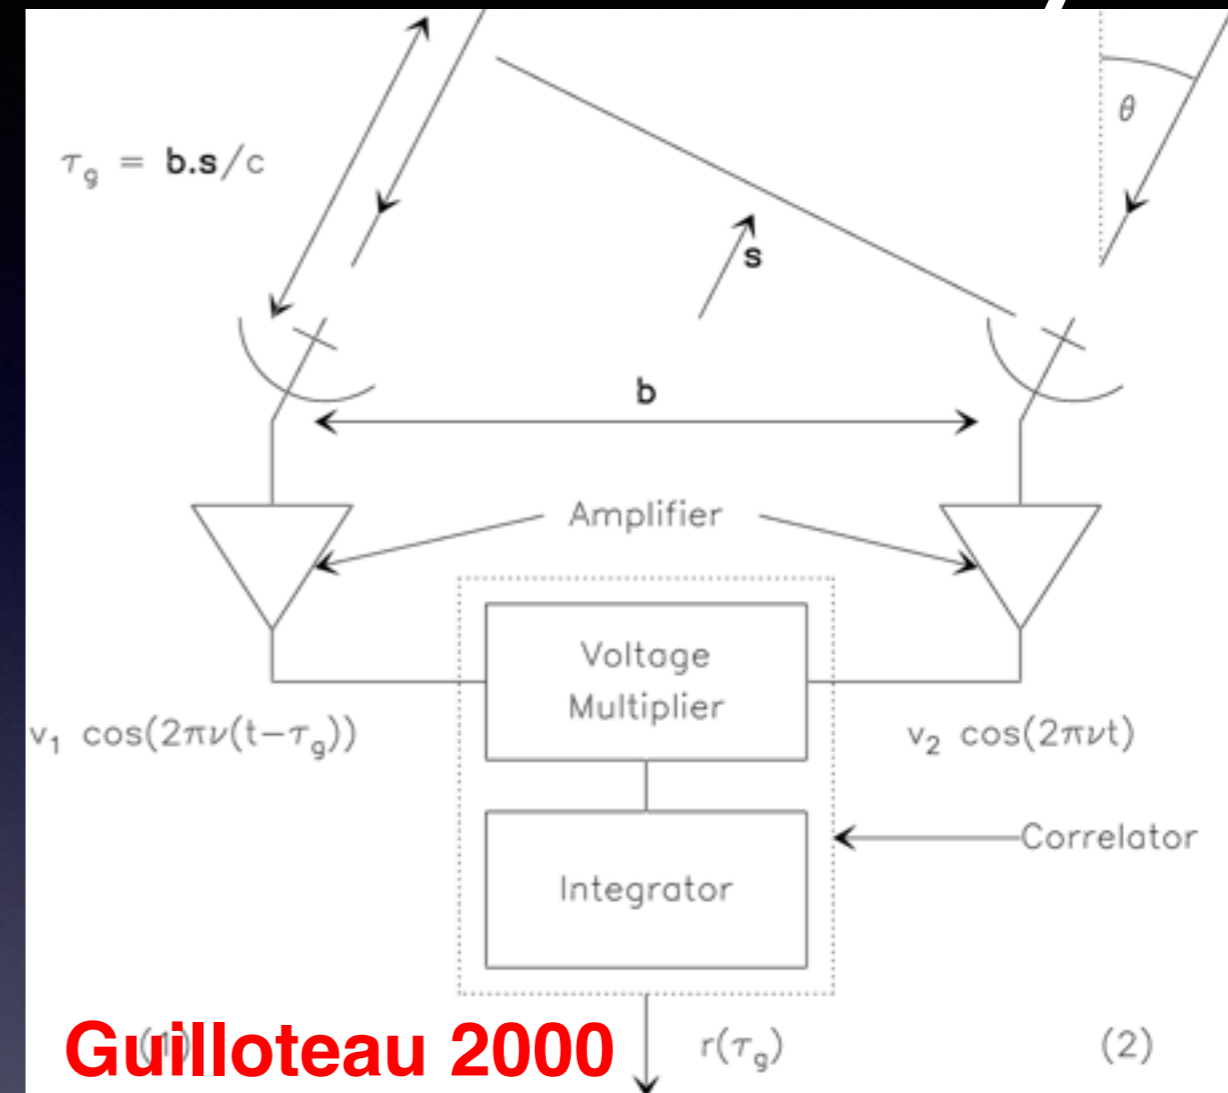 θ
τg = b.s/c
s
b
Amplifier
Voltage
Multiplier
v1 cos(2πν(t−τg))
v2 cos(2πνt)
Correlator
Integrator
Guilloteau 2000
r(τg)
(2)